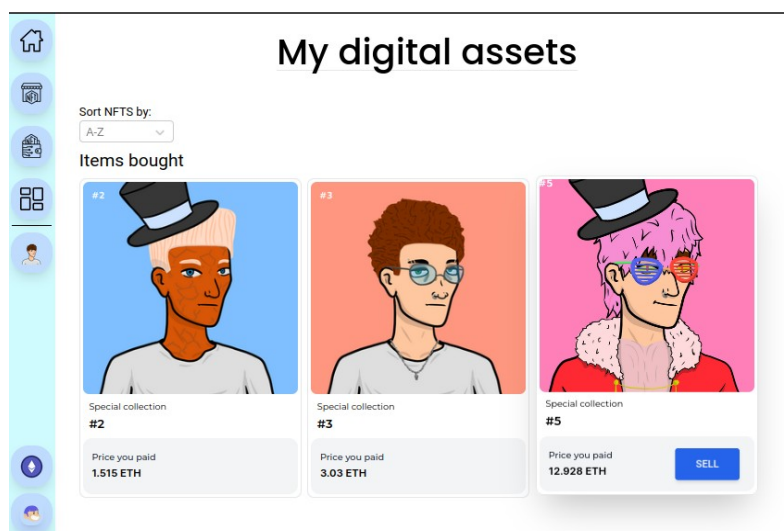 My digital assets
Sort NFTS by:
A-Z
Items bought
#2
Special collection
#2
Price you paid
1.515 ETH
#3
Special collection
#3
Price you paid
3.03 ETH
#5
Special collection
#5
Price you paid
12.928 ETH
SELL